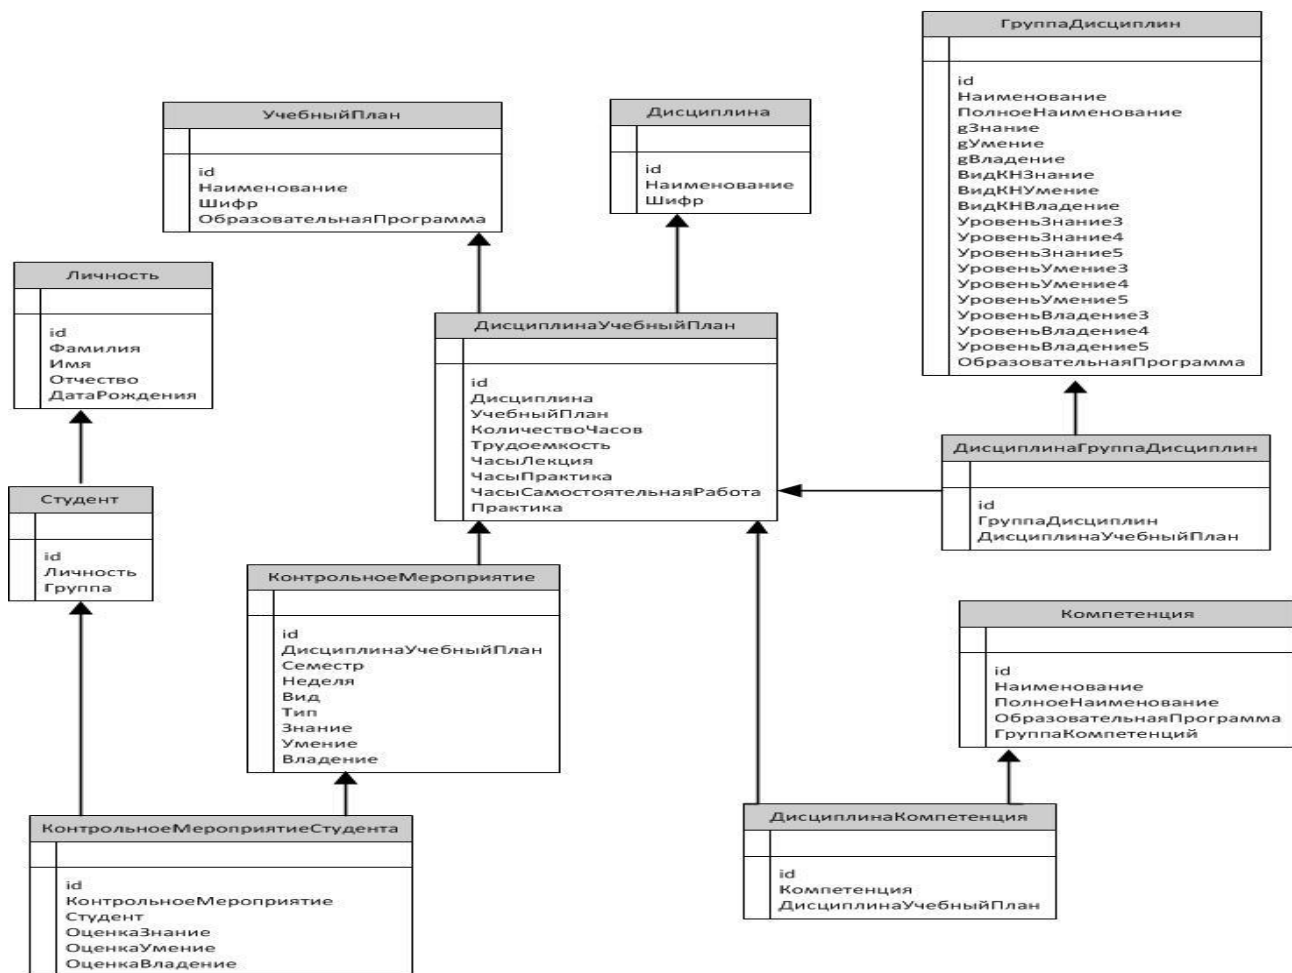 ГруппаДисциплин
id
Наименование
ПолноеНаименование
gЗнание
gУмение
gВладение
ВидКНЗнание
ВидКНУмение
ВидКНВладение
УровеньЗнание3
УровеньЗнание4
УровеньЗнание5
УровеньУмение3
УровеньУмение4
УровеньУмение5
УровеньВладение3
УровеньВладение4
УровеньВладение5
ОбразовательнаяПрограмма
УчебныйПлан
id
Наименование
Шифр
ОбразовательнаяПрограмма
Дисциплина
id
Наименование
Шифр
Личность
id
Фамилия
Имя
Отчество
ДатаРождения
ДисциплинаУчебныйПлан
id
Дисциплина
УчебныйПлан
КоличествоЧасов
Трудоемкость
ЧасыЛекция
ЧасыПрактика
ЧасыСамостоятельнаяРабота
Практика
ДисциплинаГруппаДисциплин
id
ГруппаДисциплин
ДисциплинаУчебныйПлан
Студент
id
Личность
Группа
КонтрольноеМероприятие
id
ДисциплинаУчебныйПлан
Семестр
Неделя
Вид
Тип
Знание
Умение
Владение
Компетенция
id
Наименование
ПолноеНаименование
ОбразовательнаяПрограмма
ГруппаКомпетенций
КонтрольноеМероприятиеСтудента
id
КонтрольноеМероприятие
Студент
ОценкаЗнание
ОценкаУмение
ОценкаВладение
ДисциплинаКомпетенция
id
Компетенция
ДисциплинаУчебныйПлан